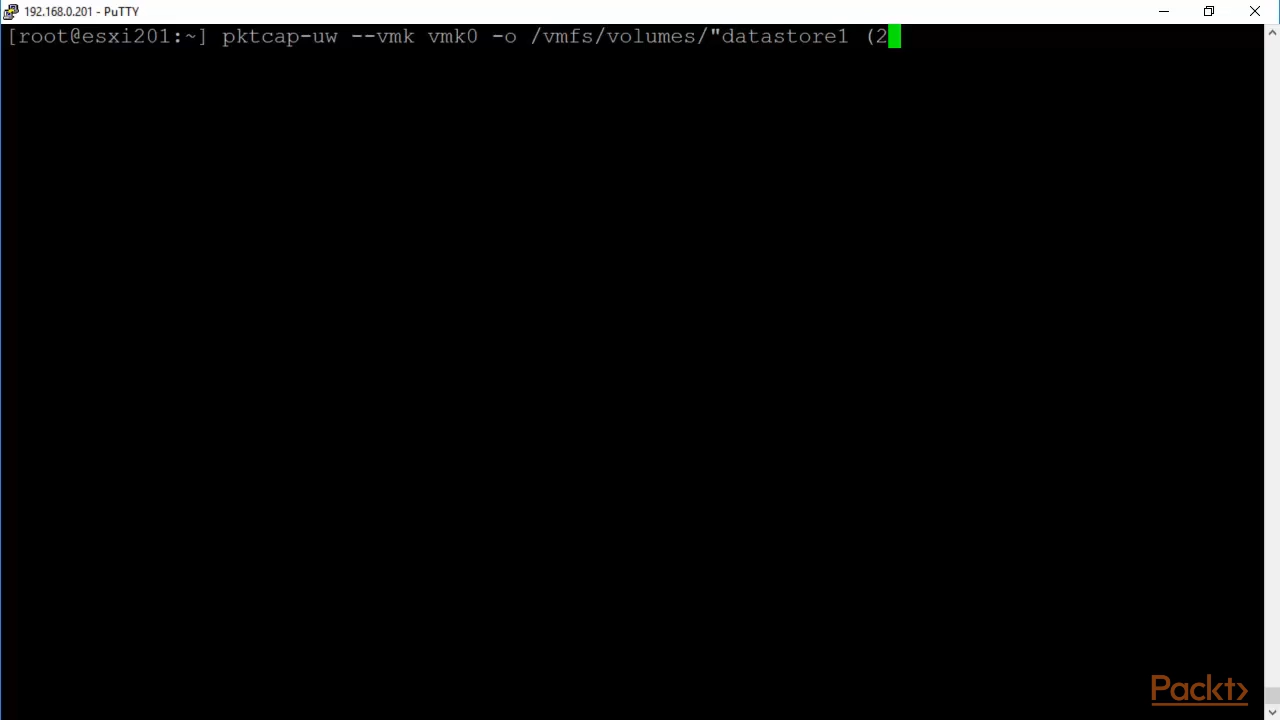 192.168.0.201 - PuTTY
[root@esxi201:~] pktcap-uw --vmk vmk0 -o /vmfs/volumes/"datastore1 (2
Packt>